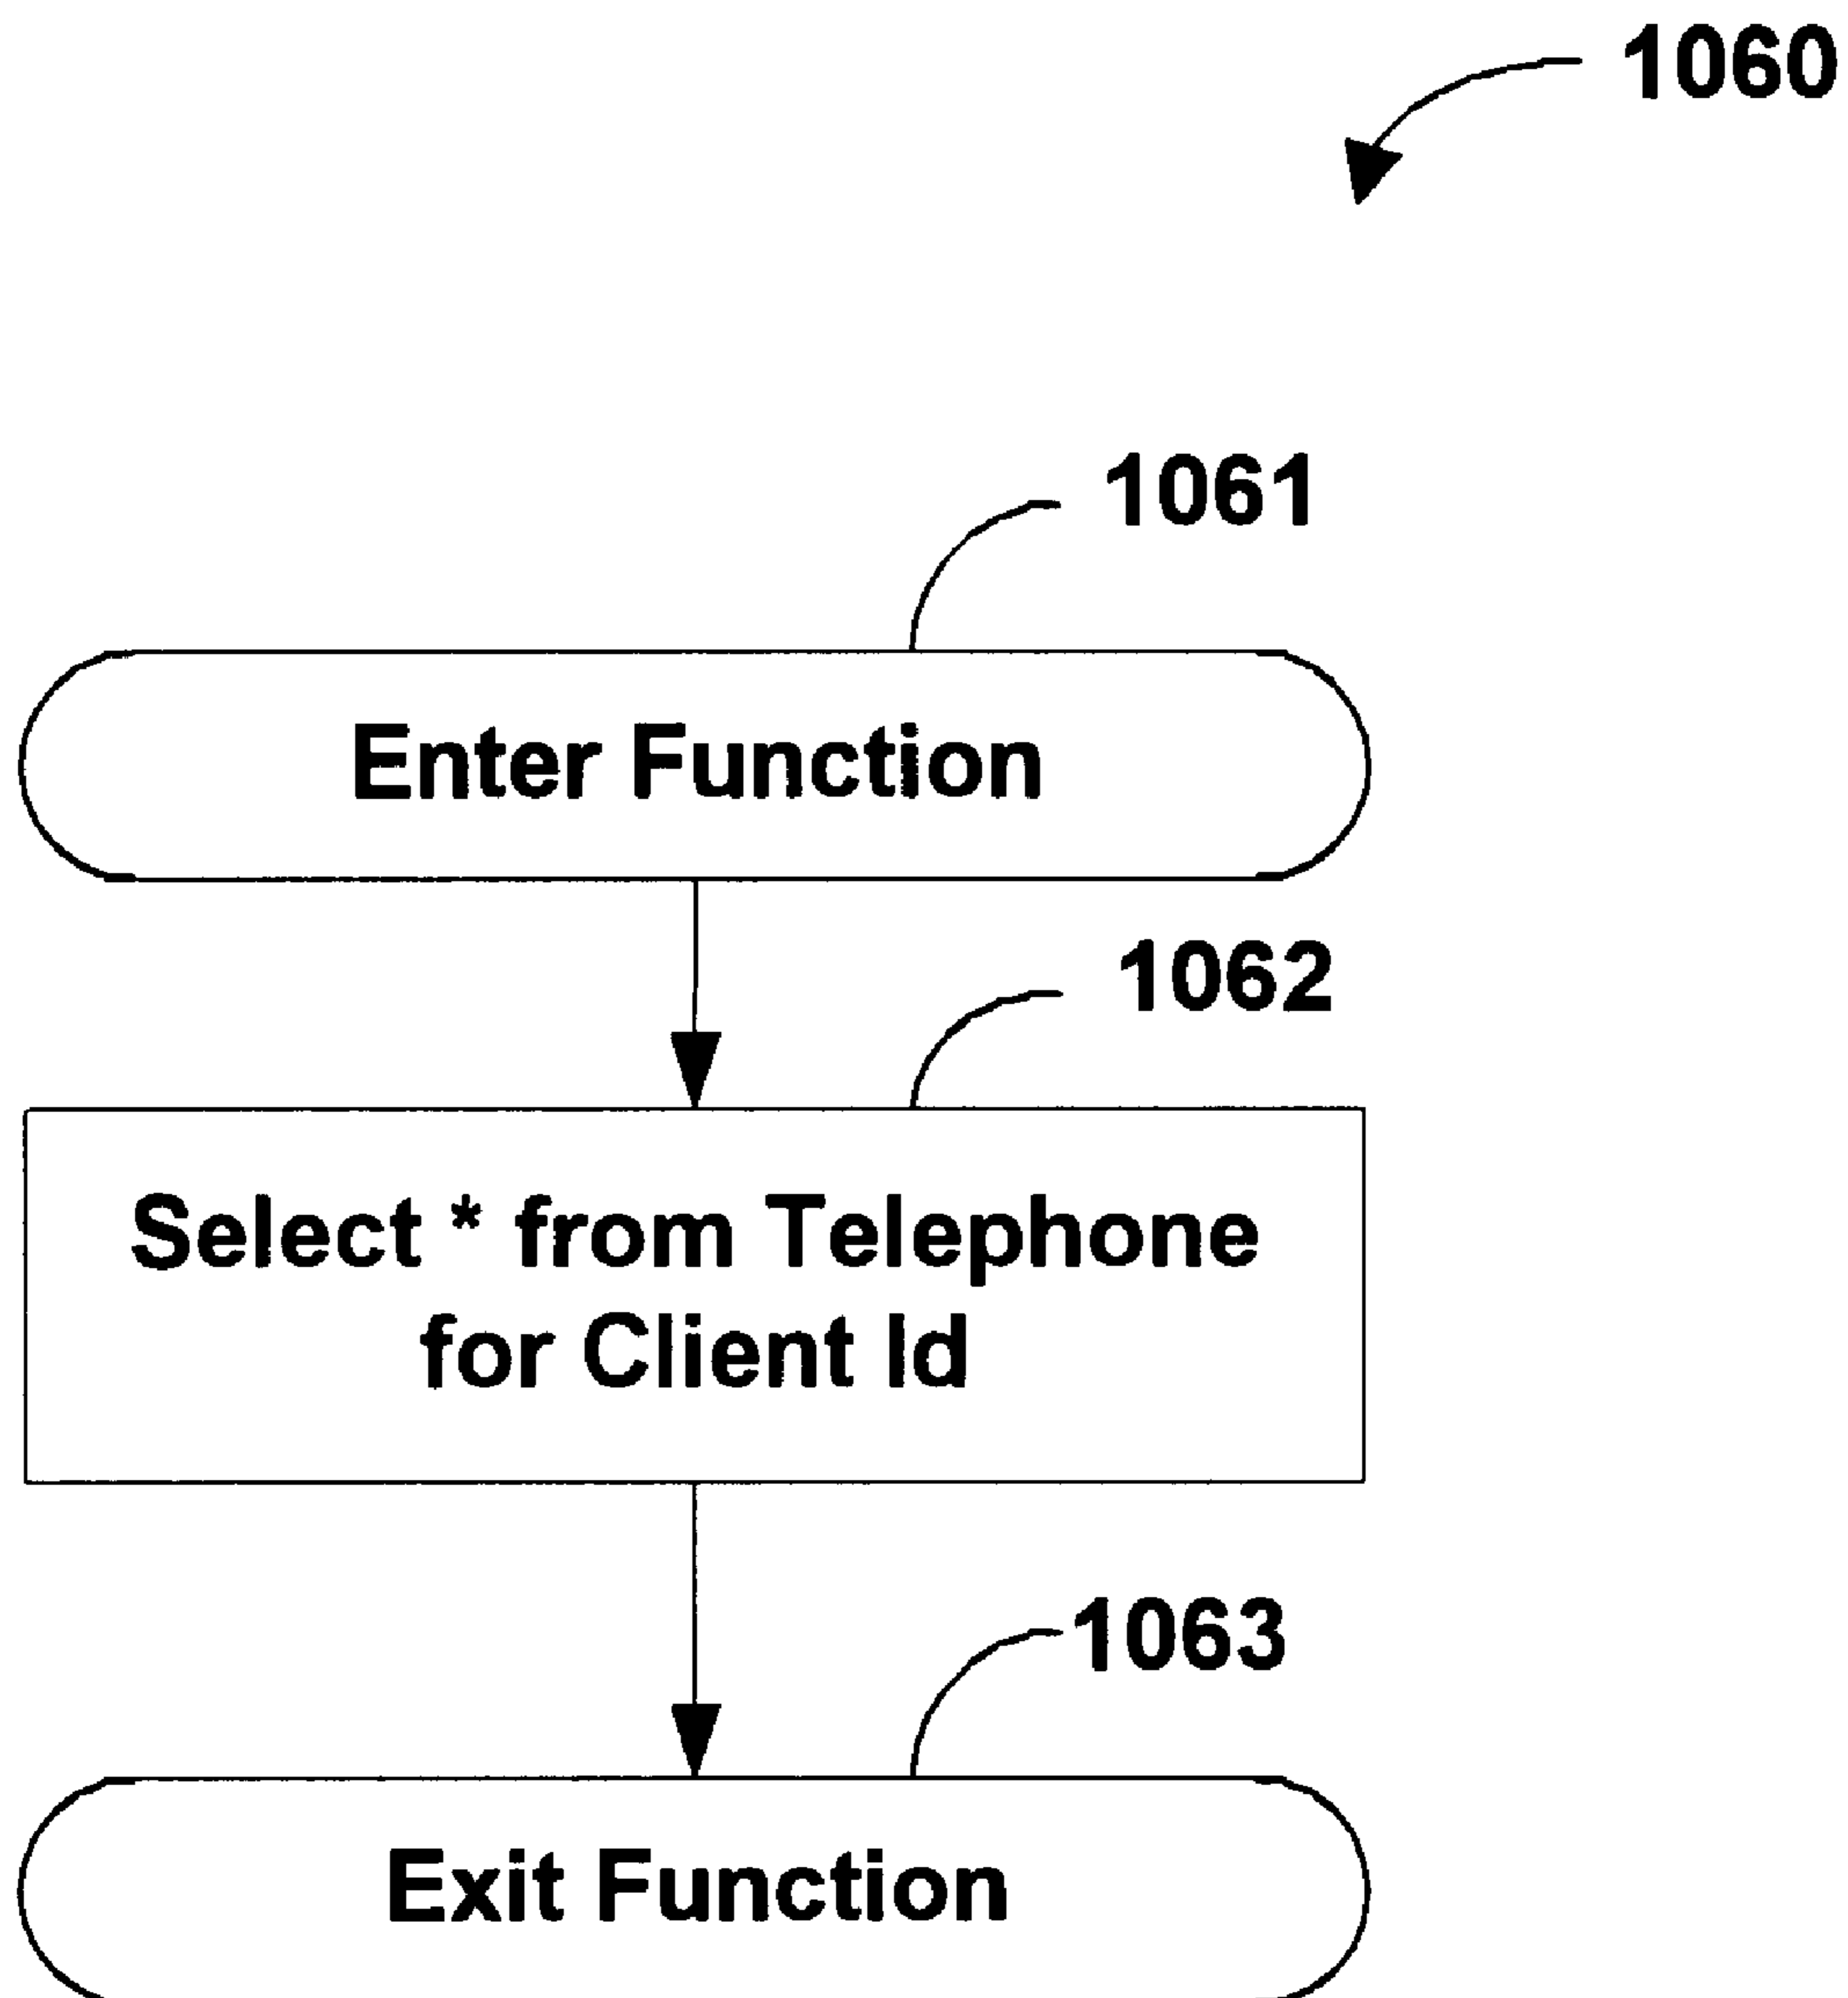 1060
1061
Enter Function
1062
Select * from Telephone
for Client Id
1063
Exit Function